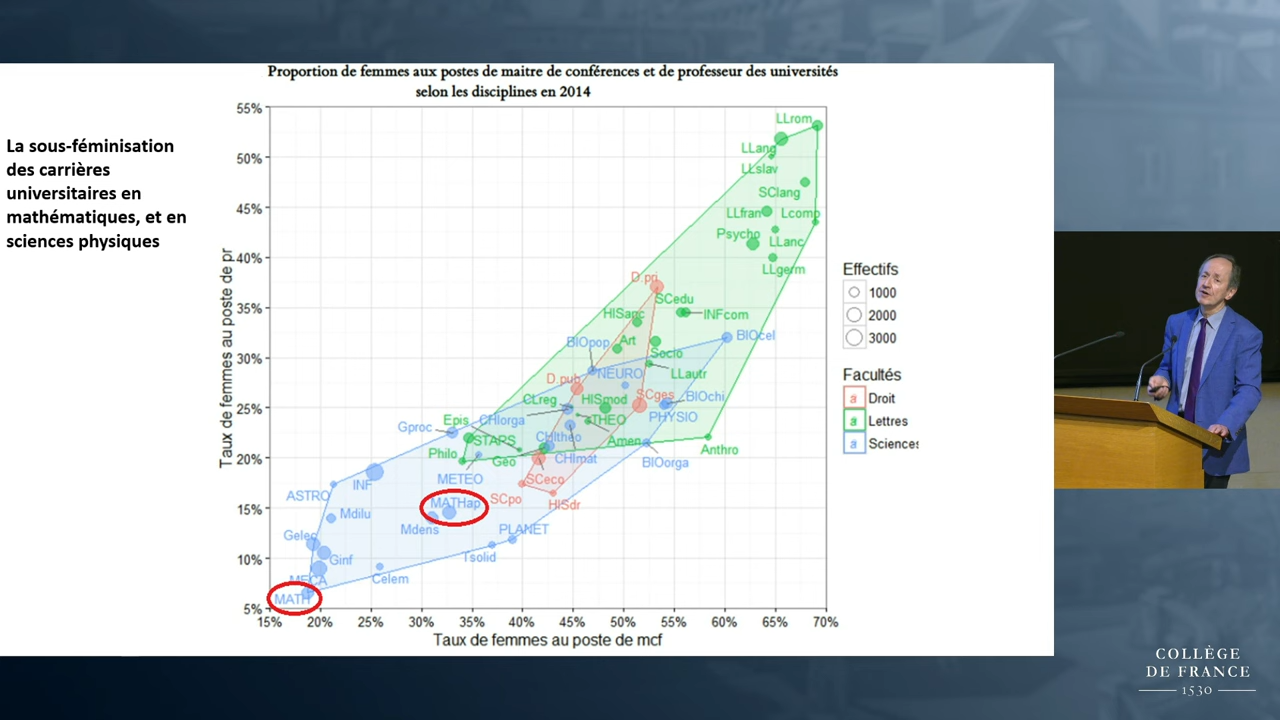 Proportion de femmes aux postes de maitre de conférences et de professeur des universités
selon les disciplines en 2014
La sous-féminisation
des carrières
universitaires en
mathématiques, et en
sciences physiques
Taux de femmes au poste de pr
55%
50%
45%
40%
35%
30%
25%
20%
15%
10%
5%
LLrom
LLang
LLslav
SClang
LLfran
Lcomp
Psycho
LLanc
LLgerm
D.pri
SCedu
HISanc
INFcom
Art
BIOcel
BIOpop
Socio
NEURO
LLautr
D.pub
SCges
BIOchi
CLreg
HISmod
PHYSIO
Epis
CHIorga
THEO
Gproc
STAPS
CHItheo
Amen
Anthro
Philo
Geo
CHImat
BIOorga
METEO
SCeco
INF
ASTRO
MATHap
SCpo
HISdr
Mdilu
Mdens
PLANET
Gelec
Ginf
Tsolid
MECA
Celem
MATH
15%
20%
25%
30%
35%
40%
45%
50%
55%
60%
65%
70%
Taux de femmes au poste de mcf
Effectifs
1000
2000
3000
Facultés
a Droit
a Lettres
a Sciences
COLLÈGE
DE FRANCE
1530